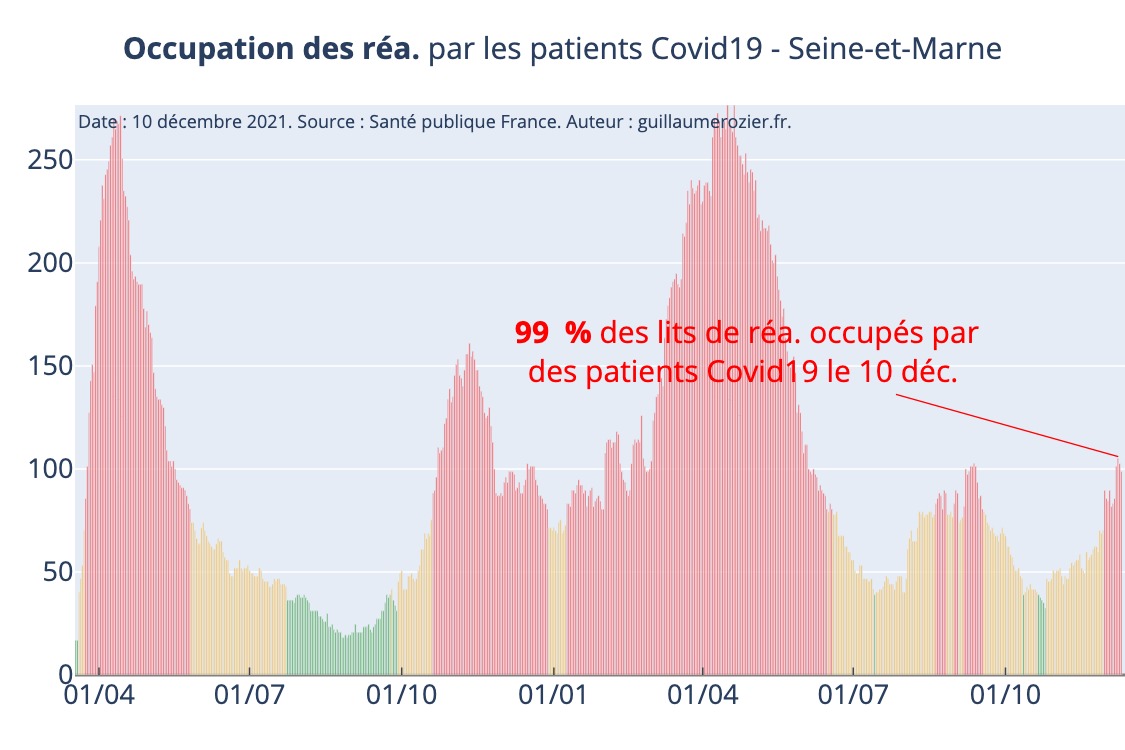 Occupation des réa. par les patients Covid19 - Seine-et-Marne
Date : 10 décembre 2021. Source : Santé publique France. Auteur : guillaumerozier.fr.
250
200
150
100
50
0
99 % des lits de réa. occupés par
des patients Covid19 le 10 déc.
01/04 01/07 01/10 01/01 01/04 01/07 01/10